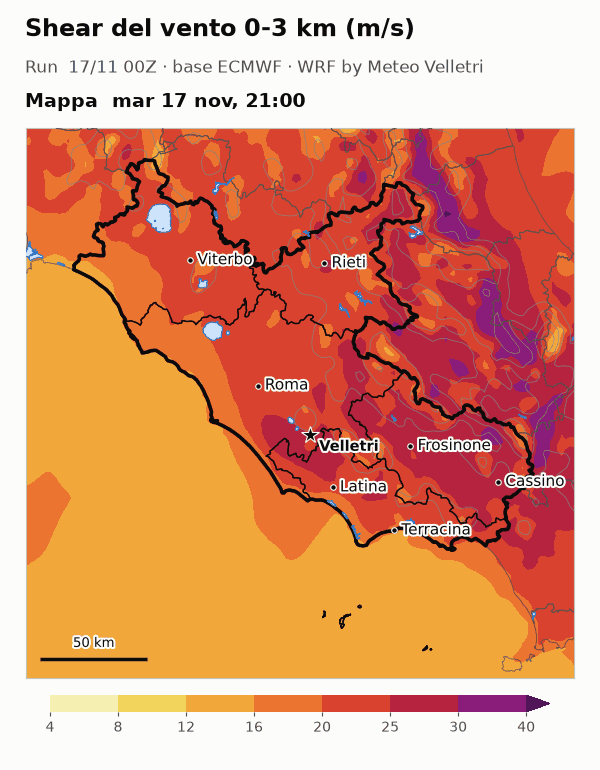 Shear del vento 0-3 km (m/s)
Run  17/11 00Z · base ECMWF · WRF by Meteo Velletri
Mappa  mar 17 nov, 21:00
Viterbo
Rieti
Roma
Velletri
Frosinone
Cassino
Latina
Terracina
50 km
4 8 12 16 20 25 30 40